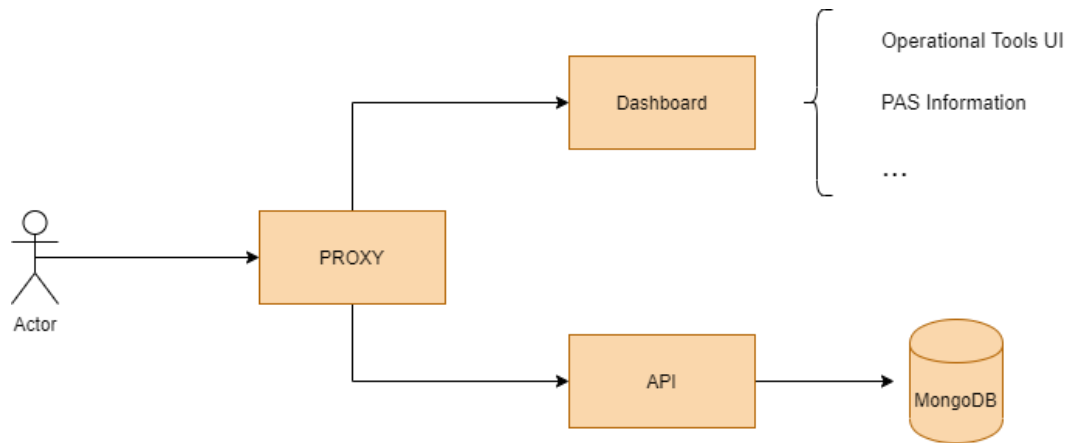 Operational Tools UI
Dashboard
PAS Information
...
PROXY
Actor
API
MongoDB